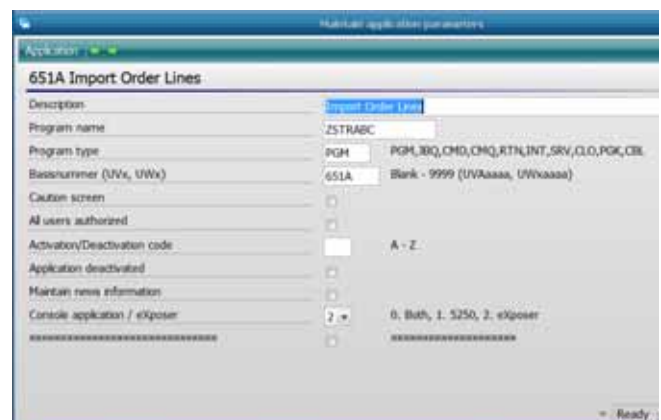 Maintain application parameters
Application
651A Import Order Lines
Description Import Order Lines
Program name ZSTRABC
Program type PGM PGM,JBQ,CMD,CMQ,RTN,INT,SRV,CLO,PGK,CBL
Basisnummer (UVx, UWx) 651A Blank - 9999 (UVAaaaa, UWxaaaa)
Caution screen
All users authorized
Activation/Deactivation code A - Z
Application deactivated
Maintain news information
Console application / eXposer 2 0. Both, 1. 5250, 2. eXposer
Ready